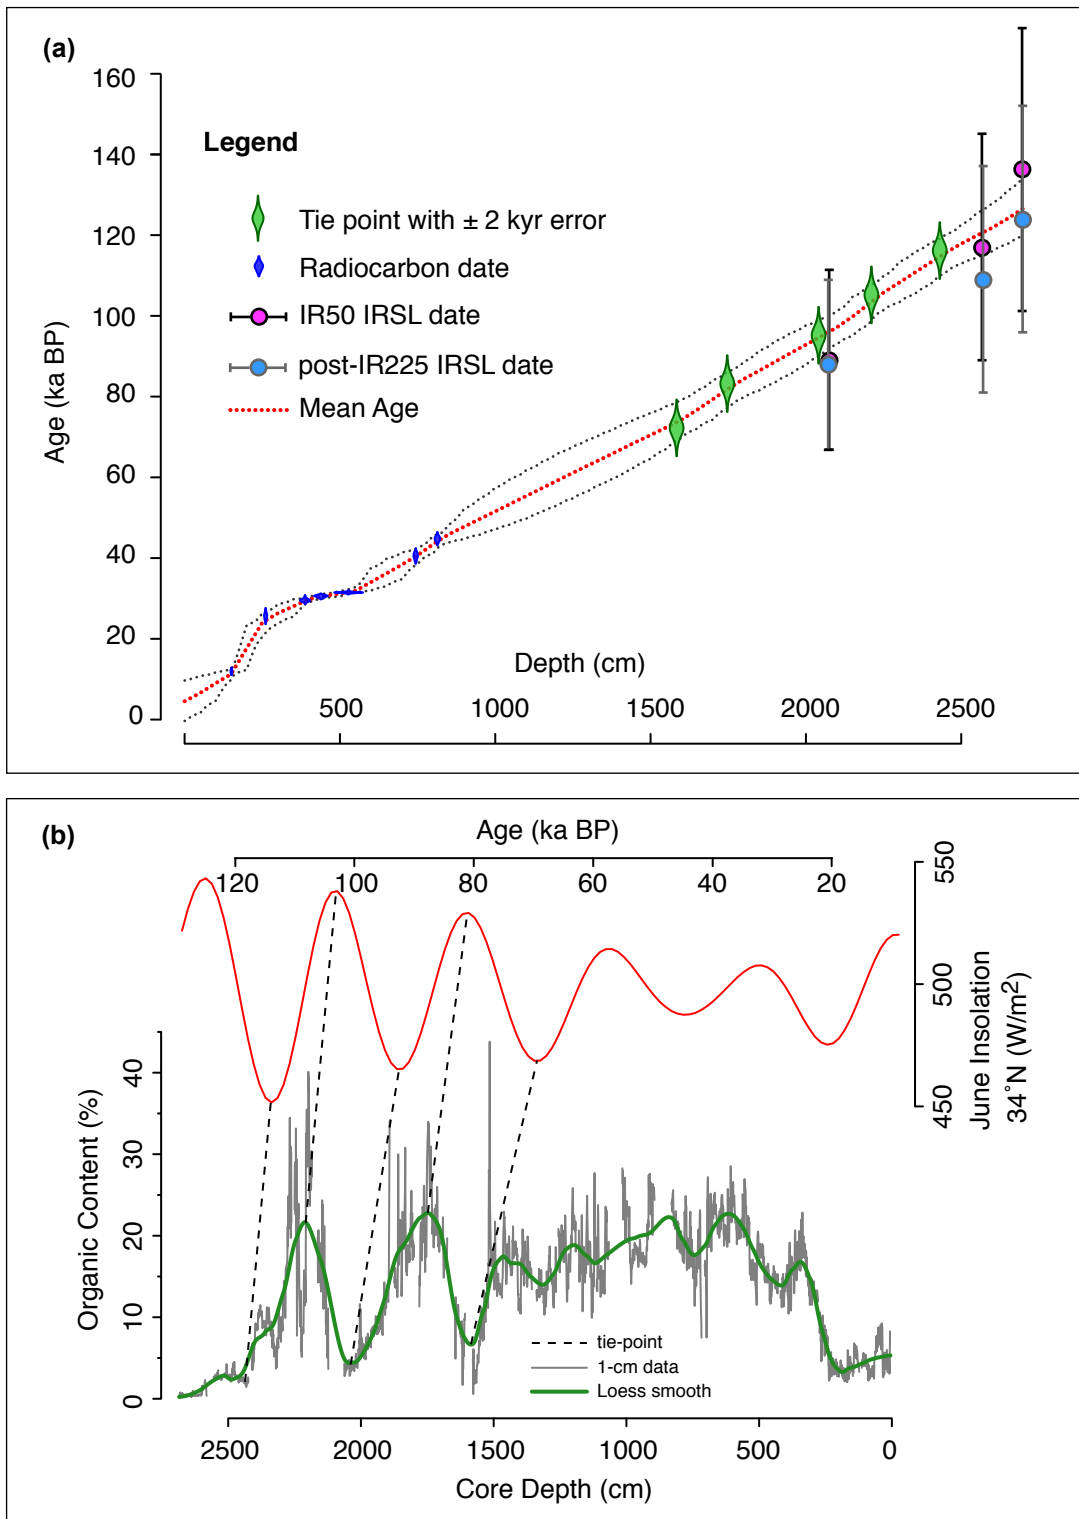 (a)
160
140
120
100
80
60
40
20
0
Age (ka BP)
Legend
Tie point with ± 2 kyr error
Radiocarbon date
IR50 IRSL date
post-IR225 IRSL date
Mean Age
Depth (cm)
500 1000 1500 2000 2500
(b)
Age (ka BP)
120 100 80 60 40 20
550
500
450
June Insolation
34°N (W/m²)
40
30
20
10
0
Organic Content (%)
tie-point
1-cm data
Loess smooth
2500 2000 1500 1000 500 0
Core Depth (cm)